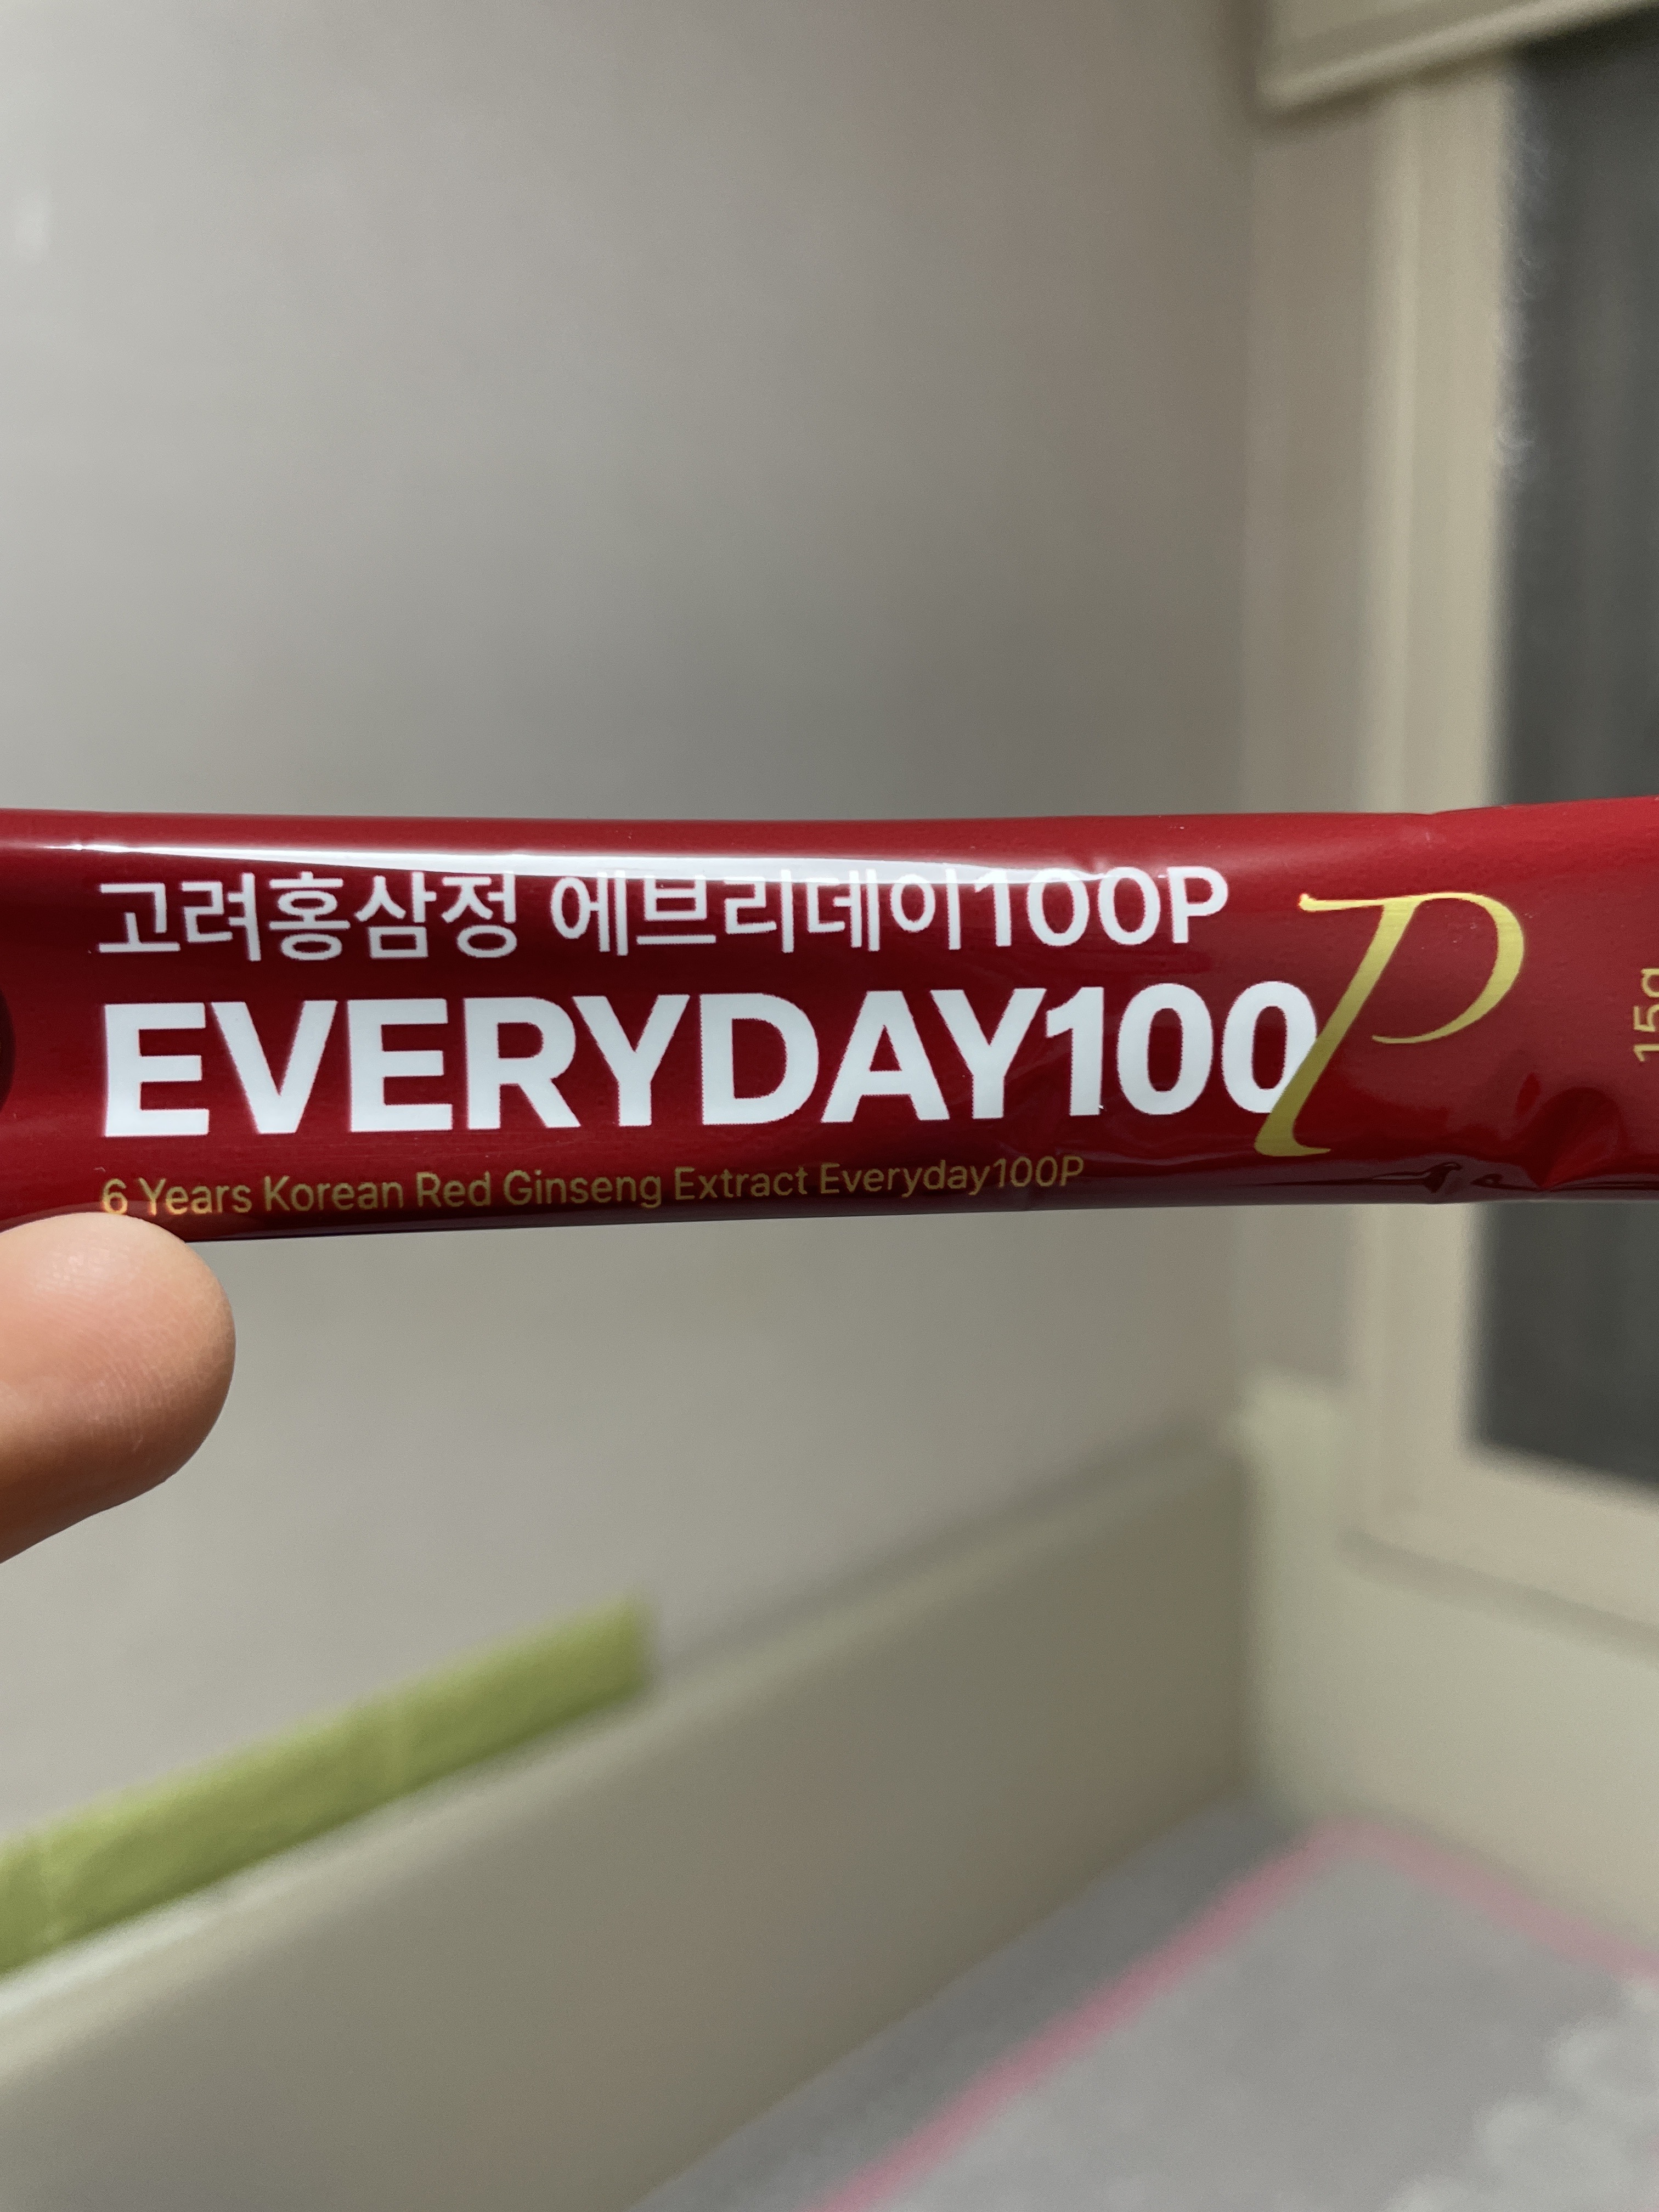 고려홍삼정 에브리데이100P
EVERYDAY100P
6 Years Korean Red Ginseng Extract Everyday100P
15g